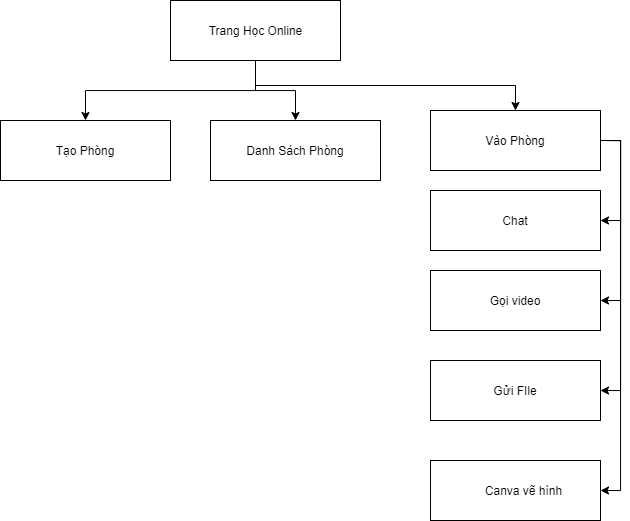 Trang Học Online
Tạo Phòng
Danh Sách Phòng
Vào Phòng
Chat
Gọi video
Gửi FIle
Canva vẽ hình